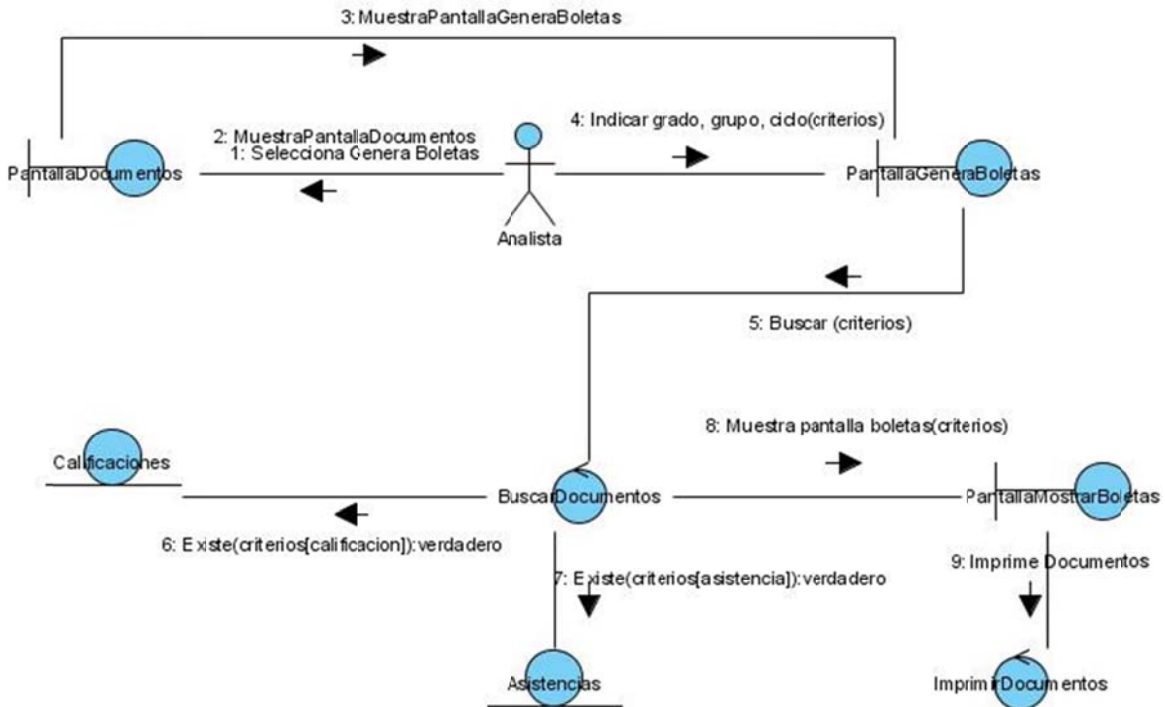 3: MuestraPantallaGeneraBoletas
2: MuestraPantallaDocumentos
1: Selecciona Genera Boletas
4: Indicar grado, grupo, ciclo(criterios)
PantallaDocumentos
PantallaGeneraBoletas
Analista
5: Buscar (criterios)
8: Muestra pantalla boletas(criterios)
Calificaciones
BuscarDocumentos
PantallaMostrarBoletas
6: Existe(criterios[calificacion]):verdadero
7: Existe(criterios[asistencia]):verdadero
9: Imprime Documentos
Asistencias
ImprimirDocumentos